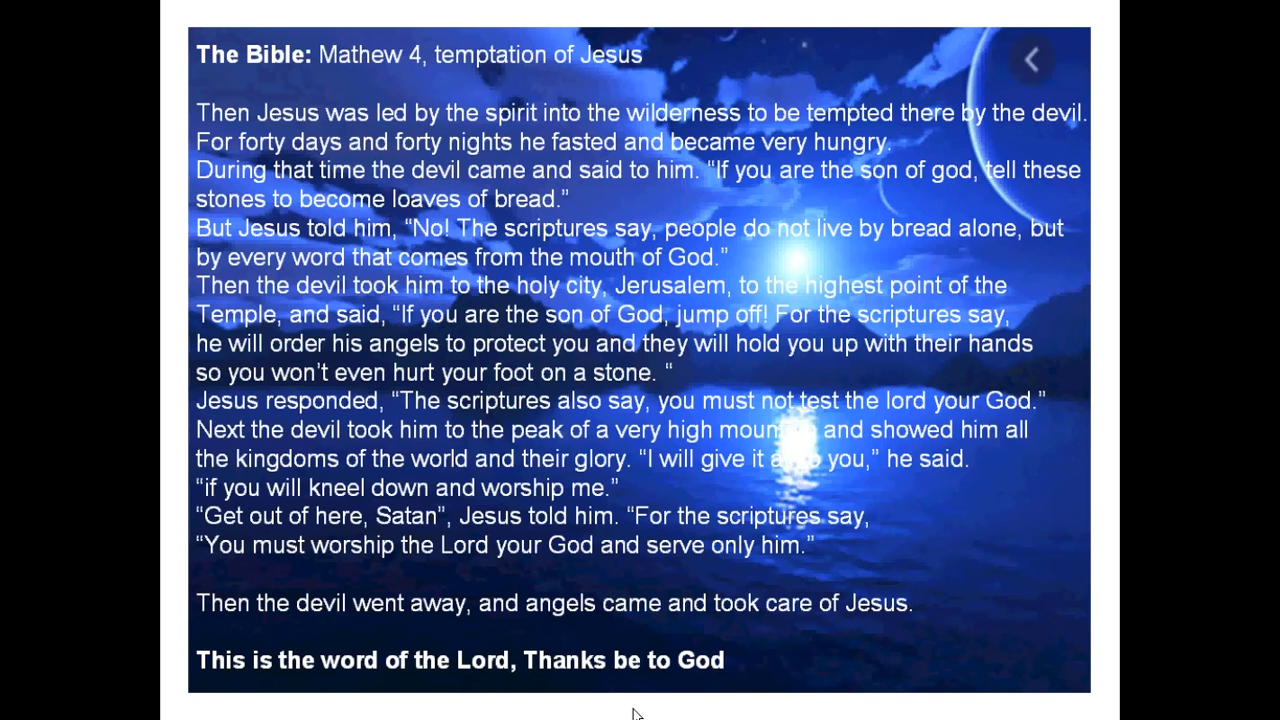 The Bible: Mathew 4, temptation of Jesus
Then Jesus was led by the spirit into the wilderness to be tempted there by the devil.
For forty days and forty nights he fasted and became very hungry.
During that time the devil came and said to him. “If you are the son of god, tell these
stones to become loaves of bread.”
But Jesus told him, “No! The scriptures say, people do not live by bread alone, but
by every word that comes from the mouth of God.”
Then the devil took him to the holy city, Jerusalem, to the highest point of the
Temple, and said, “If you are the son of God, jump off! For the scriptures say,
he will order his angels to protect you and they will hold you up with their hands
so you won’t even hurt your foot on a stone. “
Jesus responded, “The scriptures also say, you must not test the lord your God.”
Next the devil took him to the peak of a very high mountain and showed him all
the kingdoms of the world and their glory. “I will give it all to you,” he said.
“if you will kneel down and worship me.”
“Get out of here, Satan”, Jesus told him. “For the scriptures say,
“You must worship the Lord your God and serve only him.”
Then the devil went away, and angels came and took care of Jesus.
This is the word of the Lord, Thanks be to God